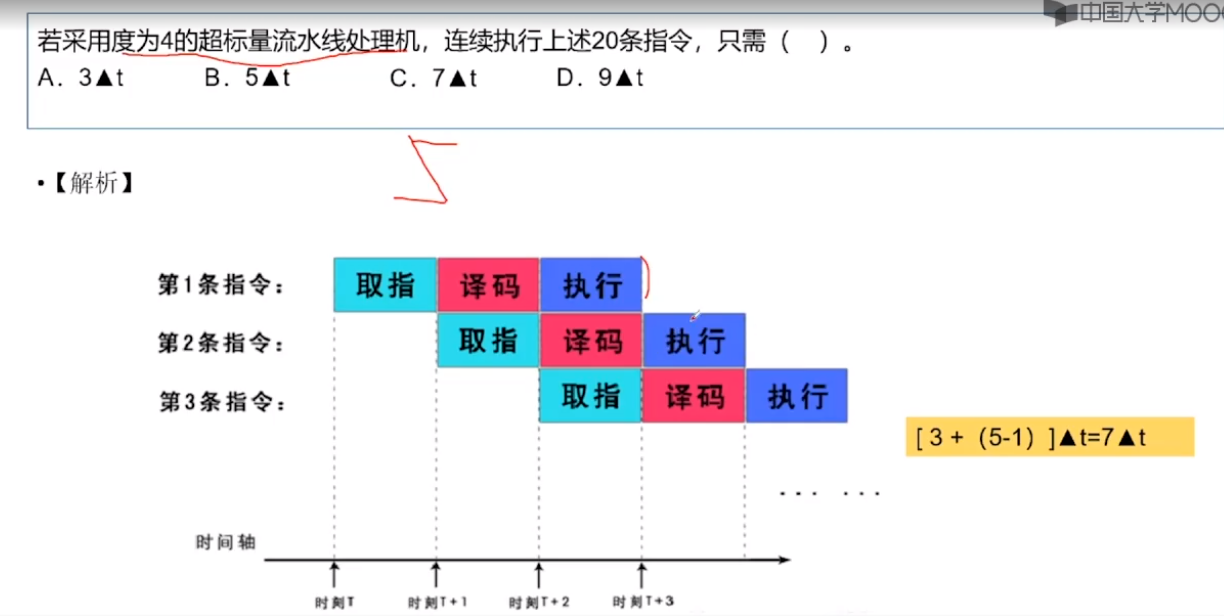 中国大学MOO
若采用度为4的超标量流水线处理机，连续执行上述20条指令，只需（　）。
A. 3▲t　B. 5▲t　C. 7▲t　D. 9▲t
5
•【解析】
第1条指令： 取指 译码 执行
第2条指令： 取指 译码 执行
第3条指令： 取指 译码 执行
[ 3 +（5-1）]▲t=7▲t
... ...
时间轴
时刻T 时刻T+1 时刻T+2 时刻T+3